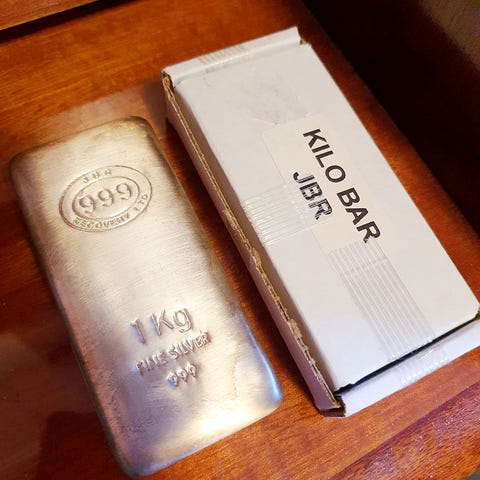 JBR
999
RECOVERY LTD
1 Kg
FINE SILVER
999
KILO BAR
JBR